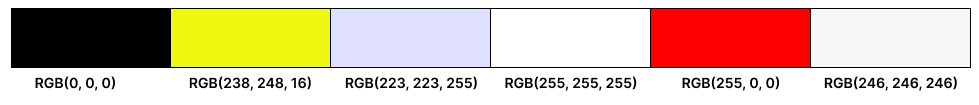 RGB(0, 0, 0) RGB(238, 248, 16) RGB(223, 223, 255) RGB(255, 255, 255) RGB(255, 0, 0) RGB(246, 246, 246)